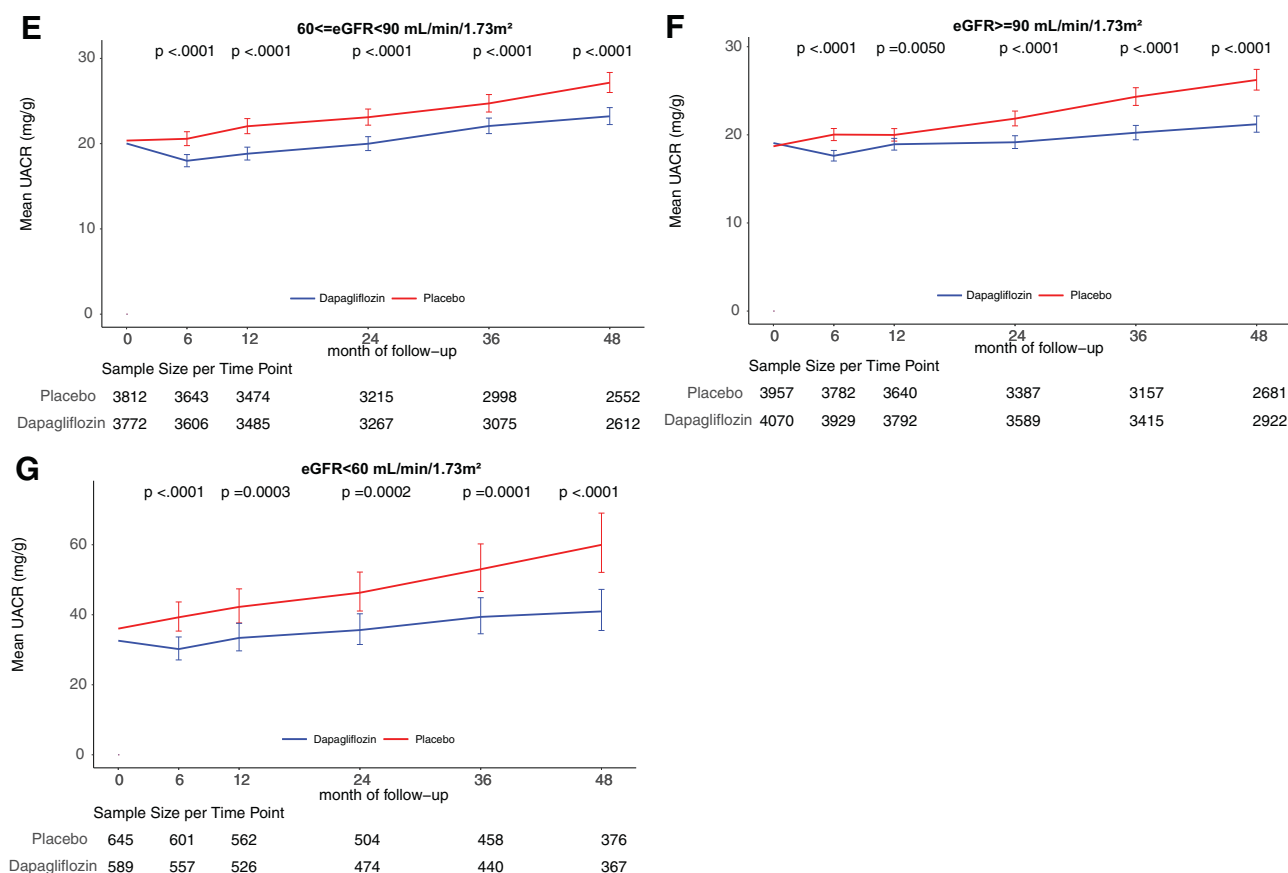 E
60<=eGFR<90 mL/min/1.73m²
p <.0001 p <.0001 p <.0001 p <.0001 p <.0001
30
20
10
0
Mean UACR (mg/g)
Dapagliflozin Placebo
0 6 12 24 36 48
month of follow−up
Sample Size per Time Point
Placebo 3812 3643 3474 3215 2998 2552
Dapagliflozin 3772 3606 3485 3267 3075 2612
F
eGFR>=90 mL/min/1.73m²
p <.0001 p =0.0050 p <.0001 p <.0001 p <.0001
30
20
10
0
Mean UACR (mg/g)
Dapagliflozin Placebo
0 6 12 24 36 48
month of follow−up
Sample Size per Time Point
Placebo 3957 3782 3640 3387 3157 2681
Dapagliflozin 4070 3929 3792 3589 3415 2922
G
eGFR<60 mL/min/1.73m²
p <.0001 p =0.0003 p =0.0002 p =0.0001 p <.0001
60
40
20
0
Mean UACR (mg/g)
Dapagliflozin Placebo
0 6 12 24 36 48
month of follow−up
Sample Size per Time Point
Placebo 645 601 562 504 458 376
Dapagliflozin 589 557 526 474 440 367